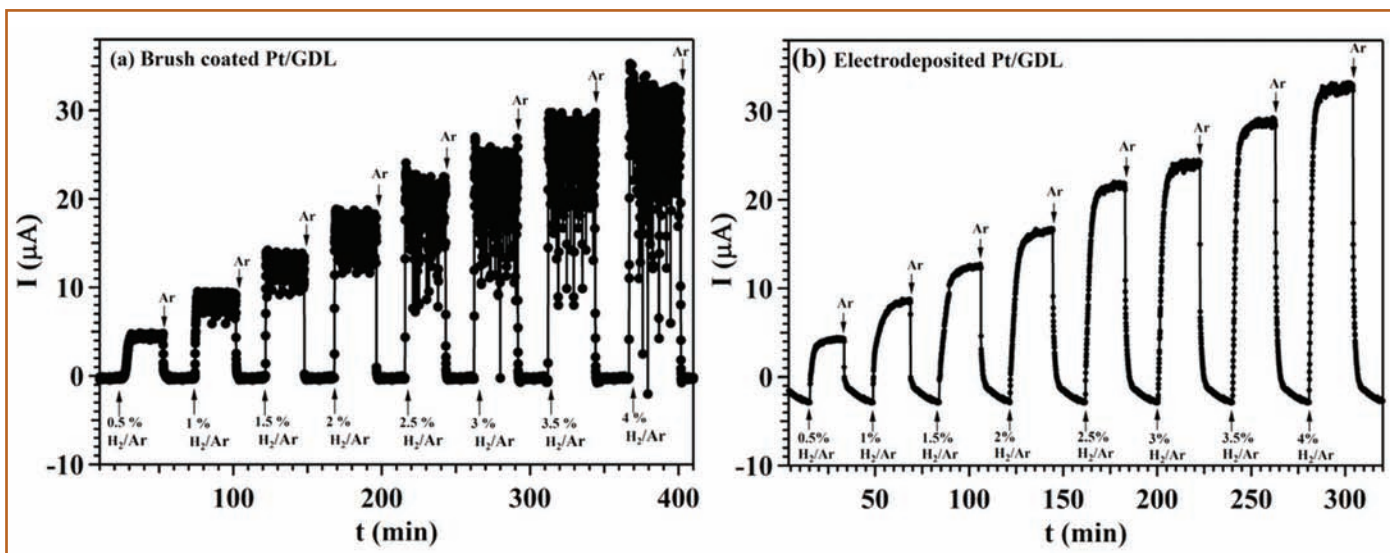 (a) Brush coated Pt/GDL
I (μA)
30
20
10
0
-10
Ar
Ar
Ar
Ar
Ar
Ar
Ar
Ar
0.5 %
H₂/Ar
1 %
H₂/Ar
1.5 %
H₂/Ar
2 %
H₂/Ar
2.5 %
H₂/Ar
3 %
H₂/Ar
3.5 %
H₂/Ar
4 %
H₂/Ar
100 200 300 400
t (min)
(b) Electrodeposited Pt/GDL
I (μA)
30
20
10
0
-10
Ar
Ar
Ar
Ar
Ar
Ar
Ar
Ar
0.5%
H₂/Ar
1%
H₂/Ar
1.5%
H₂/Ar
2%
H₂/Ar
2.5%
H₂/Ar
3%
H₂/Ar
3.5%
H₂/Ar
4%
H₂/Ar
50 100 150 200 250 300
t (min)